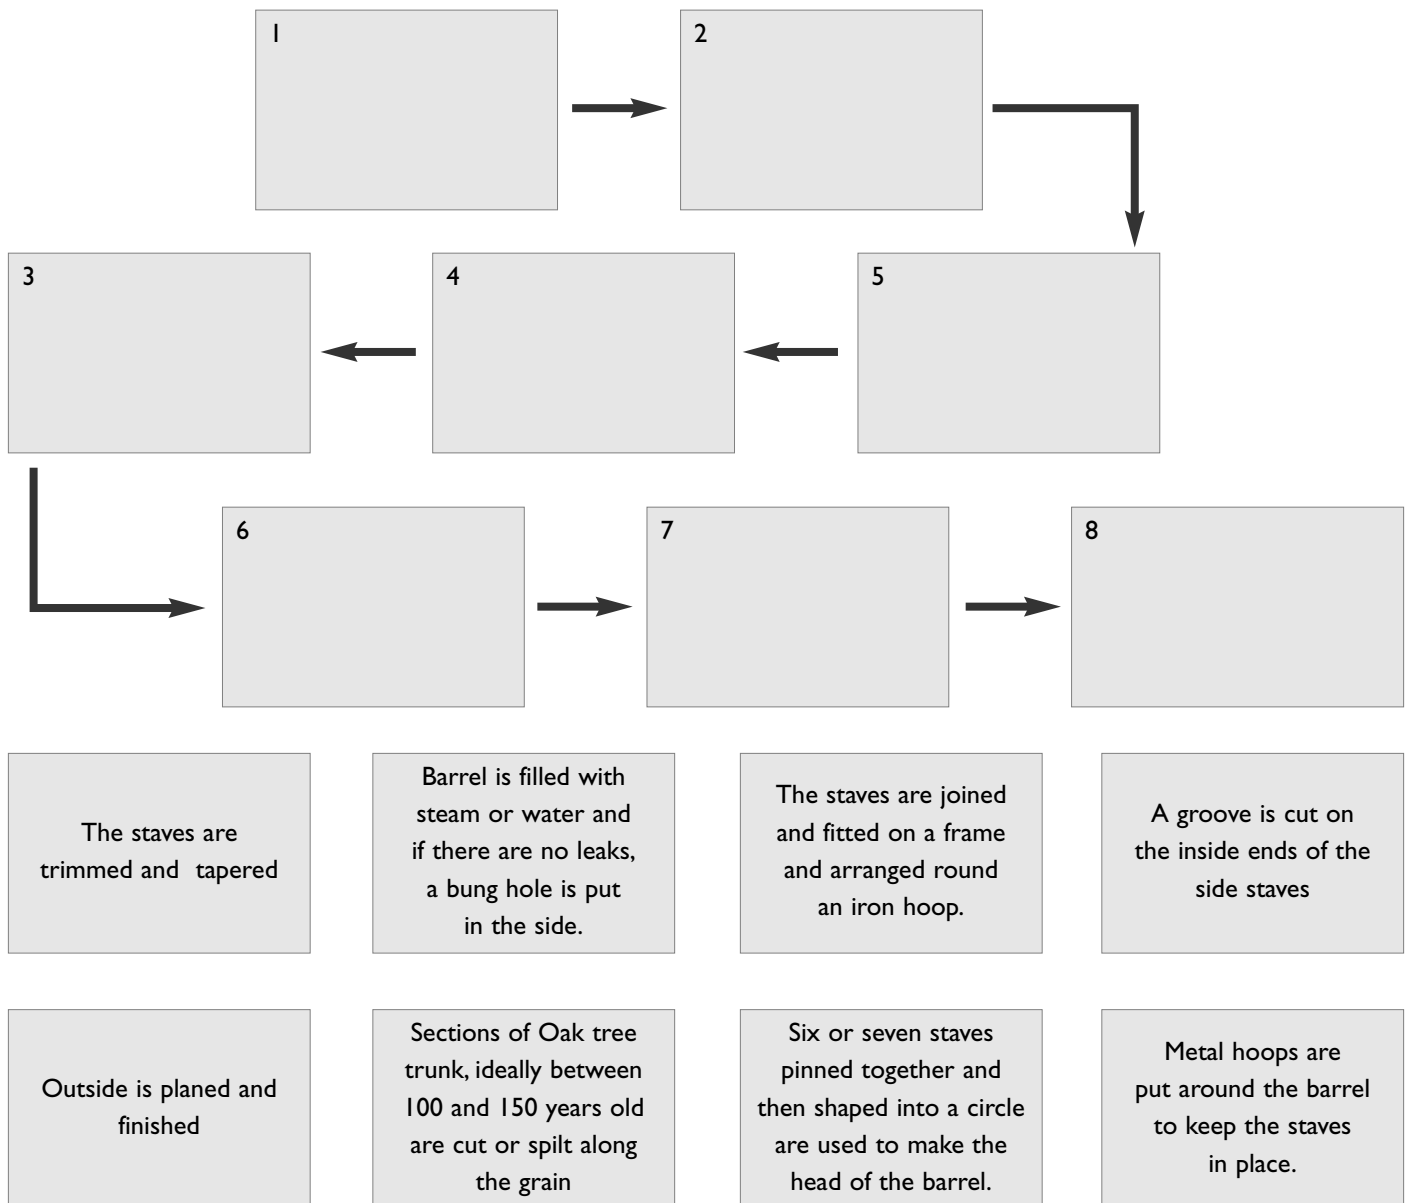 1
2
3
4
5
6
7
8
The staves are
trimmed and tapered
Barrel is filled with
steam or water and
if there are no leaks,
a bung hole is put
in the side.
The staves are joined
and fitted on a frame
and arranged round
an iron hoop.
A groove is cut on
the inside ends of the
side staves
Outside is planed and
finished
Sections of Oak tree
trunk, ideally between
100 and 150 years old
are cut or spilt along
the grain
Six or seven staves
pinned together and
then shaped into a circle
are used to make the
head of the barrel.
Metal hoops are
put around the barrel
to keep the staves
in place.